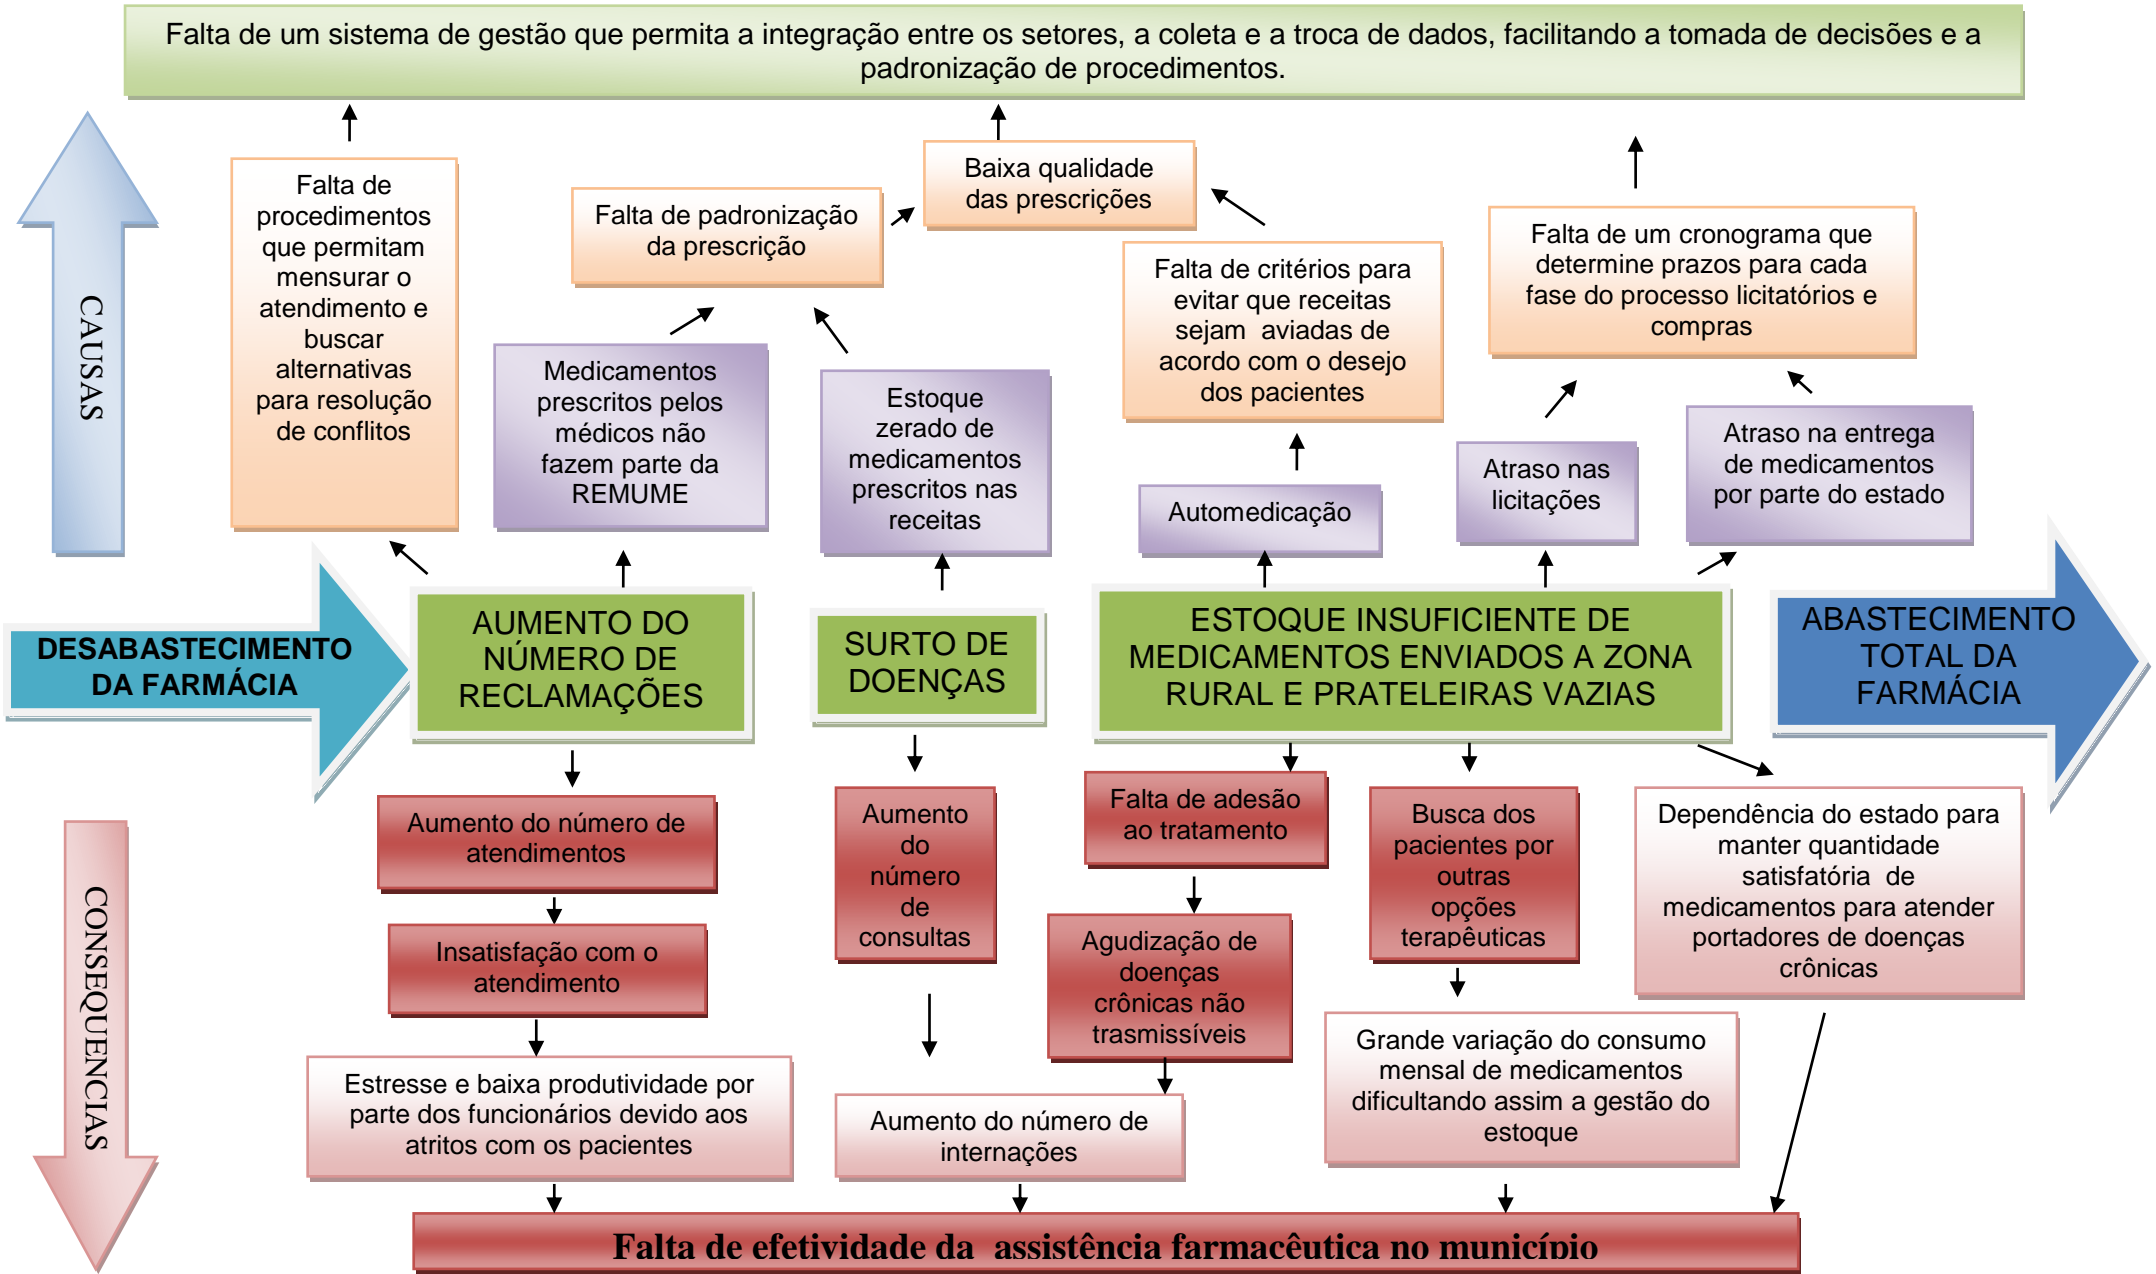 Falta de um sistema de gestão que permita a integração entre os setores, a coleta e a troca de dados, facilitando a tomada de decisões e a
padronização de procedimentos.
CAUSAS
Falta de
procedimentos
que permitam
mensurar o
atendimento e
buscar
alternativas
para resolução
de conflitos
Falta de padronização
da prescrição
Baixa qualidade
das prescrições
Falta de critérios para
evitar que receitas
sejam aviadas de
acordo com o desejo
dos pacientes
Falta de um cronograma que
determine prazos para cada
fase do processo licitatórios e
compras
Medicamentos
prescritos pelos
médicos não
fazem parte da
REMUME
Estoque
zerado de
medicamentos
prescritos nas
receitas
Automedicação
Atraso nas
licitações
Atraso na entrega
de medicamentos
por parte do estado
DESABASTECIMENTO
DA FARMÁCIA
AUMENTO DO
NÚMERO DE
RECLAMAÇÕES
SURTO DE
DOENÇAS
ESTOQUE INSUFICIENTE DE
MEDICAMENTOS ENVIADOS A ZONA
RURAL E PRATELEIRAS VAZIAS
ABASTECIMENTO
TOTAL DA
FARMÁCIA
CONSEQUENCIAS
Aumento do número de
atendimentos
Insatisfação com o
atendimento
Estresse e baixa produtividade por
parte dos funcionários devido aos
atritos com os pacientes
Aumento
do
número
de
consultas
Falta de adesão
ao tratamento
Agudização de
doenças
crônicas não
trasmissíveis
Aumento do número de
internações
Busca dos
pacientes por
outras
opções
terapêuticas
Grande variação do consumo
mensal de medicamentos
dificultando assim a gestão do
estoque
Dependência do estado para
manter quantidade
satisfatória de
medicamentos para atender
portadores de doenças
crônicas
Falta de efetividade da assistência farmacêutica no município